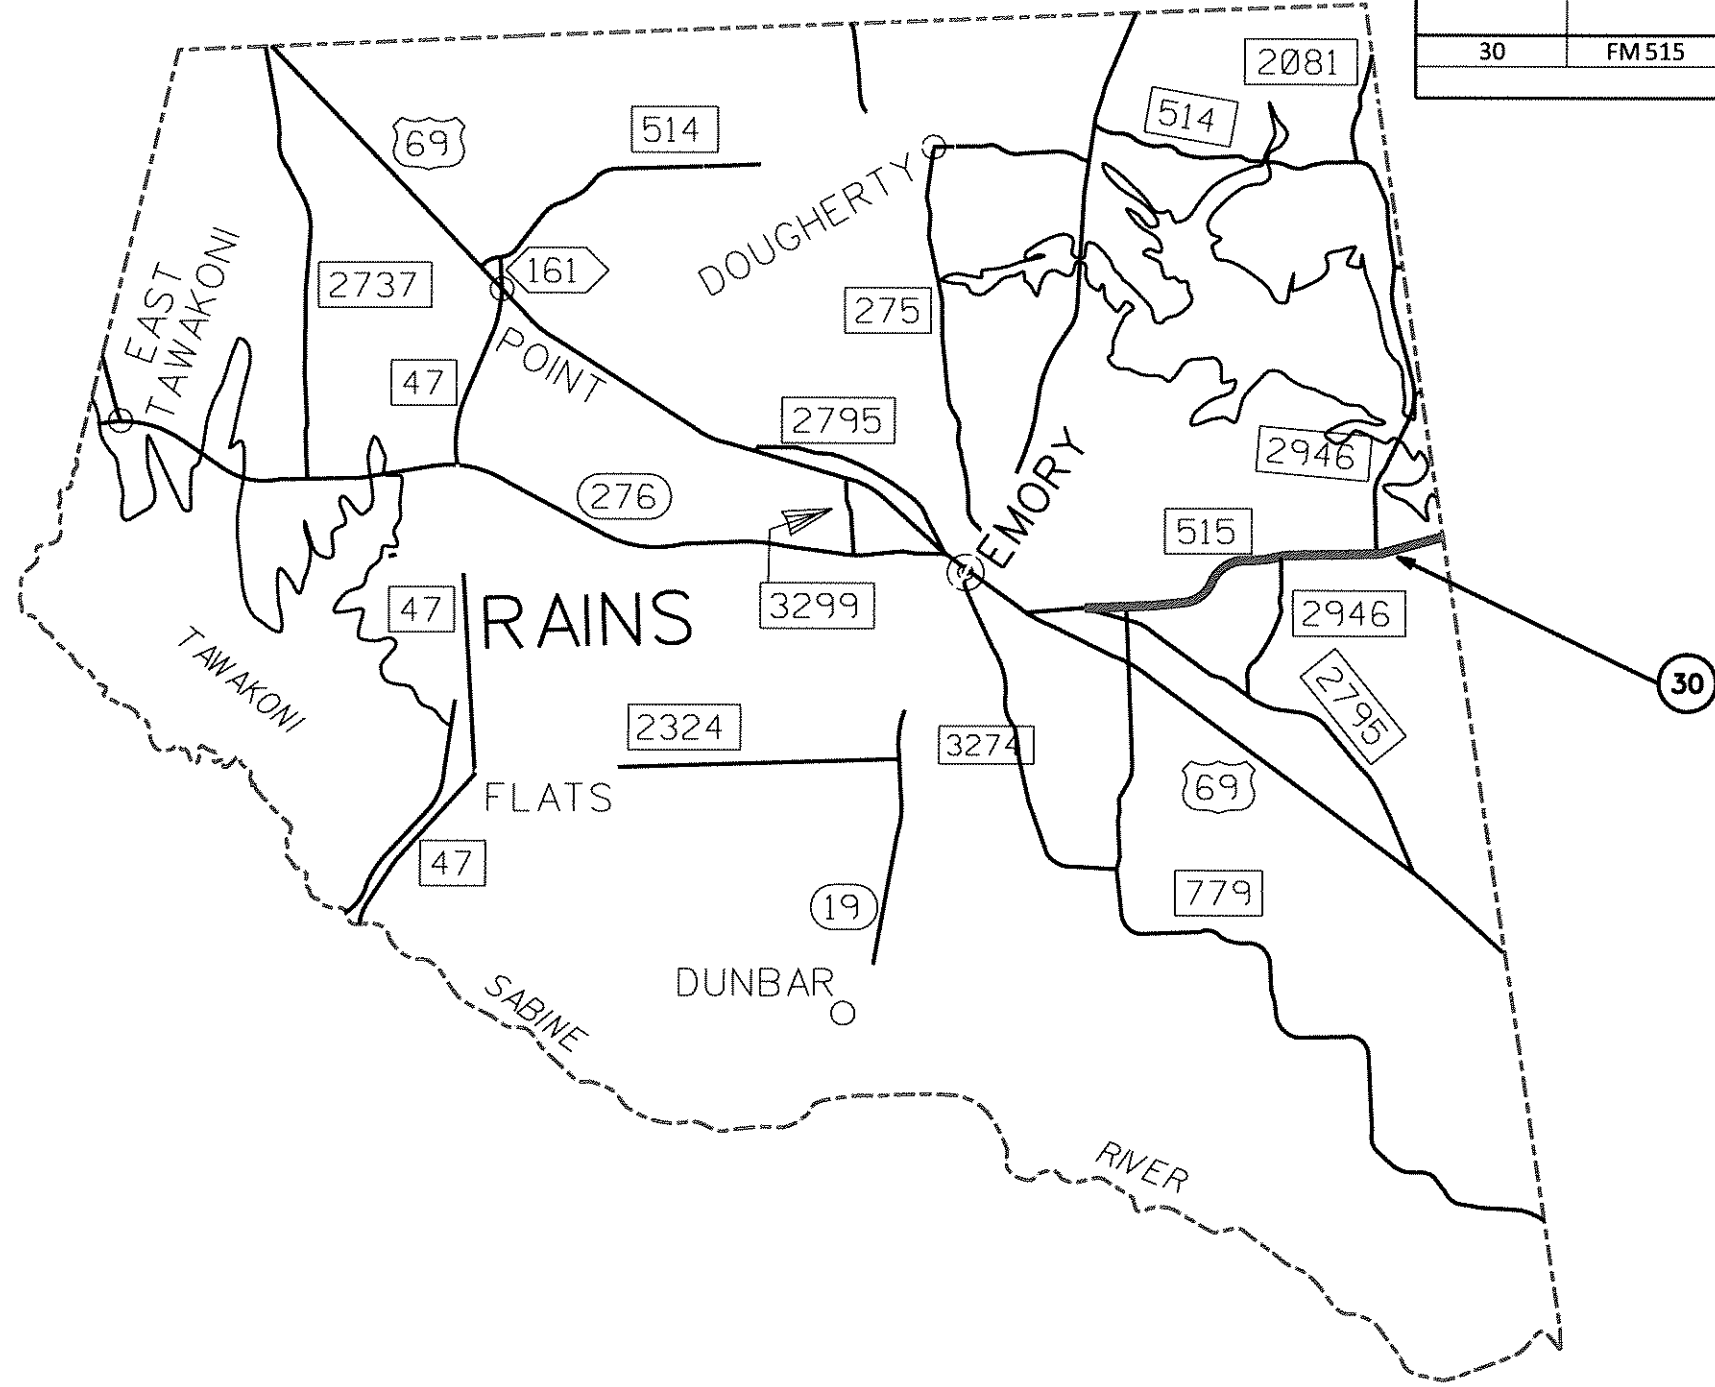 30 FM 515
2081
514
69
514
DOUGHERTY
EAST
TAWAKONI
161
2737
275
POINT
47
2795
EMORY
2946
276
515
3299
47
RAINS
2946
30
TAWAKONI
2795
2324
3274
69
FLATS
47
779
19
DUNBAR
SABINE
RIVER